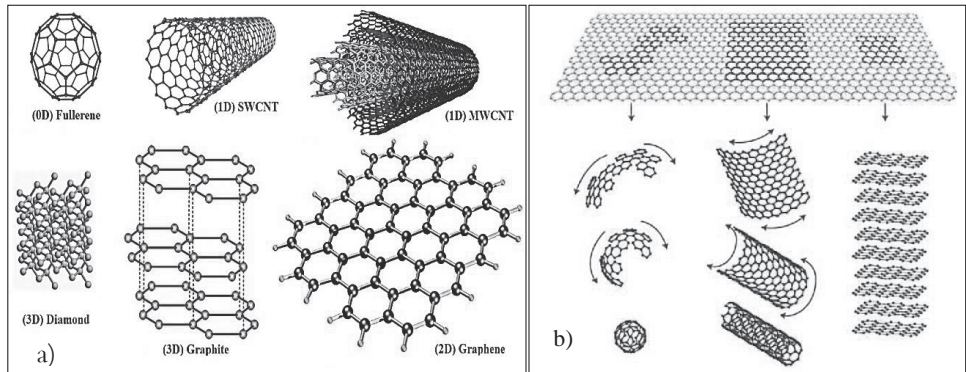 (0D) Fullerene
(1D) SWCNT
(1D) MWCNT
(3D) Diamond
(3D) Graphite
(2D) Graphene
a)
b)